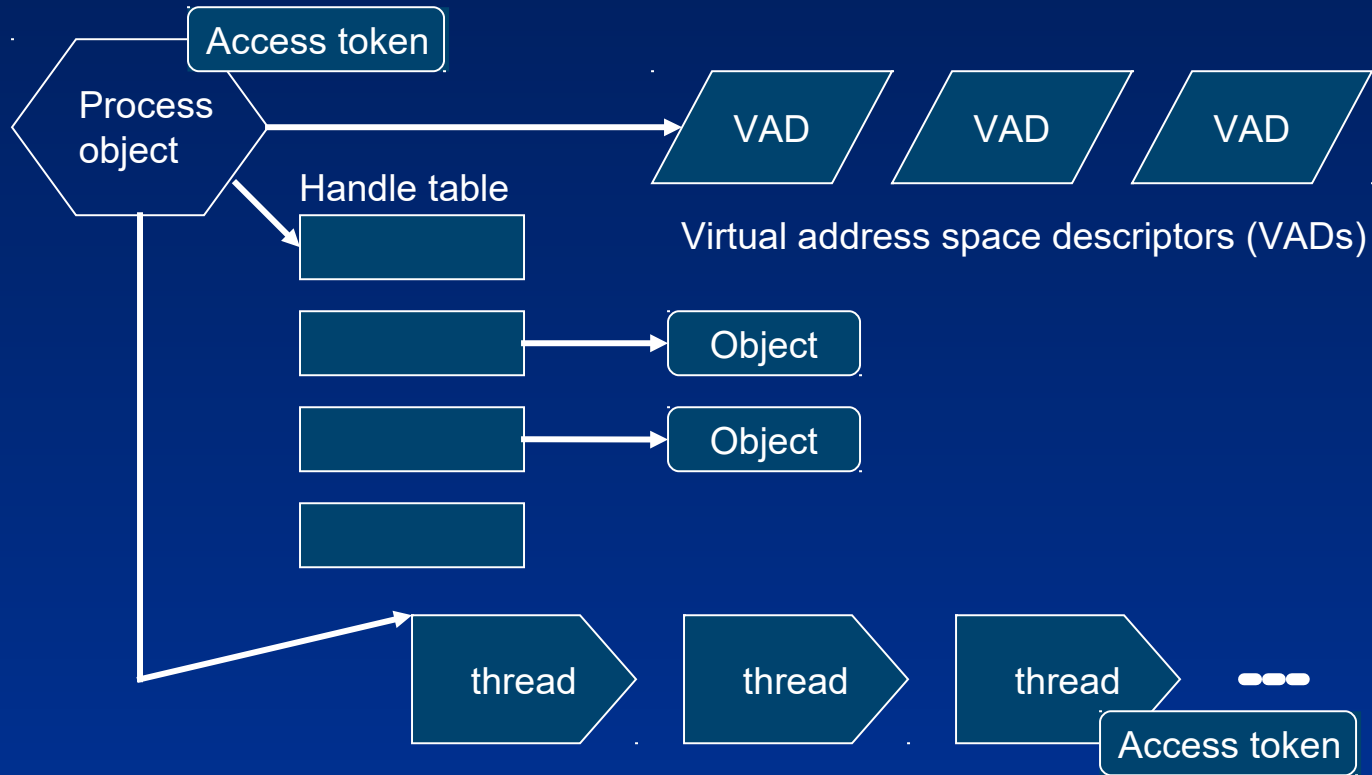 Access token
Process
object
VAD
VAD
VAD
Handle table
Virtual address space descriptors (VADs)
Object
Object
thread
thread
thread
Access token